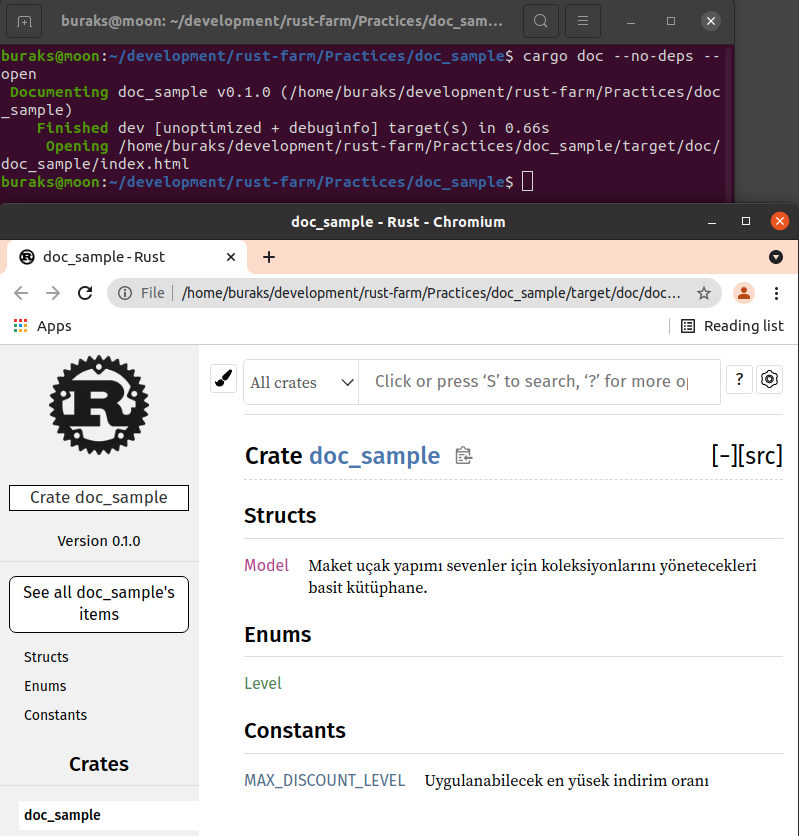 buraks@moon: ~/development/rust-farm/Practices/doc_sam...
buraks@moon:~/development/rust-farm/Practices/doc_sample$ cargo doc --no-deps --
open
Documenting doc_sample v0.1.0 (/home/buraks/development/rust-farm/Practices/doc
_sample)
Finished dev [unoptimized + debuginfo] target(s) in 0.66s
Opening /home/buraks/development/rust-farm/Practices/doc_sample/target/doc/
doc_sample/index.html
buraks@moon:~/development/rust-farm/Practices/doc_sample$
doc_sample - Rust - Chromium
doc_sample - Rust
File /home/buraks/development/rust-farm/Practices/doc_sample/target/doc/doc...
Apps
Reading list
R
All crates
Click or press ‘S’ to search, ‘?’ for more op
?
Crate doc_sample
[−][src]
Crate doc_sample
Version 0.1.0
See all doc_sample's
items
Structs
Enums
Constants
Crates
doc_sample
Structs
Model Maket uçak yapımı sevenler için koleksiyonlarını yönetecekleri
basit kütüphane.
Enums
Level
Constants
MAX_DISCOUNT_LEVEL Uygulanabilecek en yüsek indirim oranı